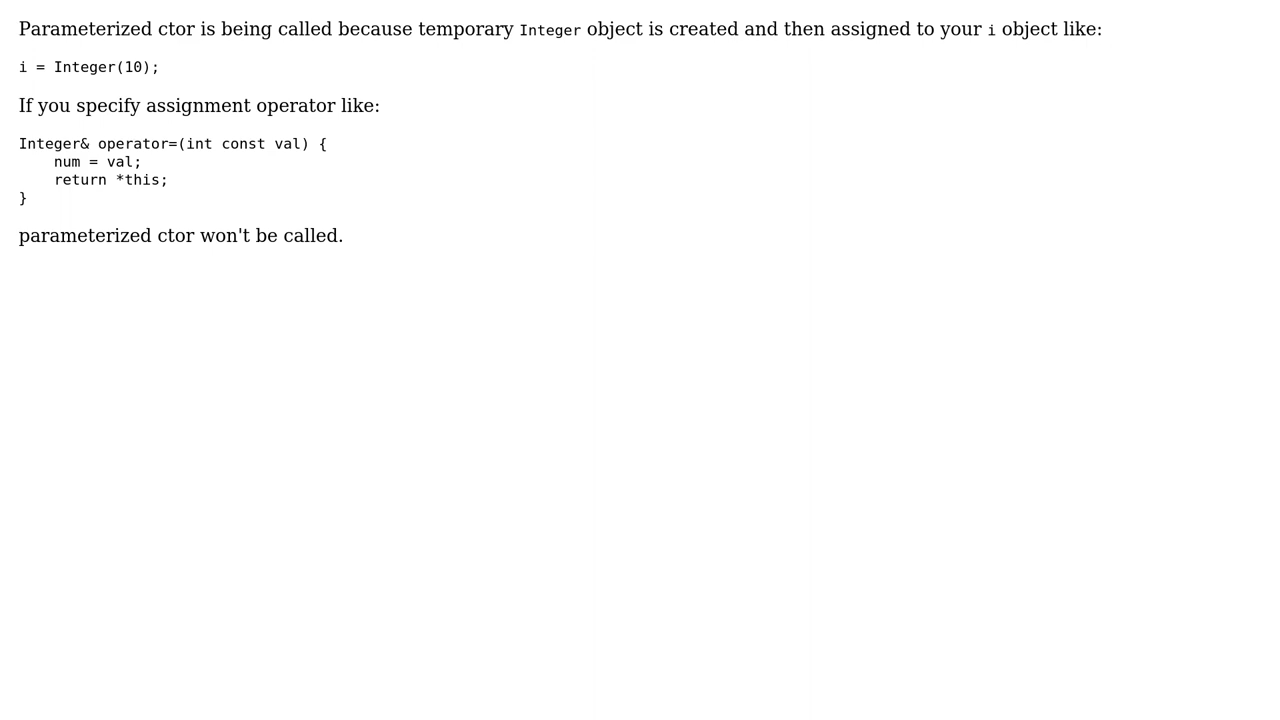 Parameterized ctor is being called because temporary Integer object is created and then assigned to your i object like:
i = Integer(10);
If you specify assignment operator like:
Integer& operator=(int const val) {
    num = val;
    return *this;
}
parameterized ctor won't be called.